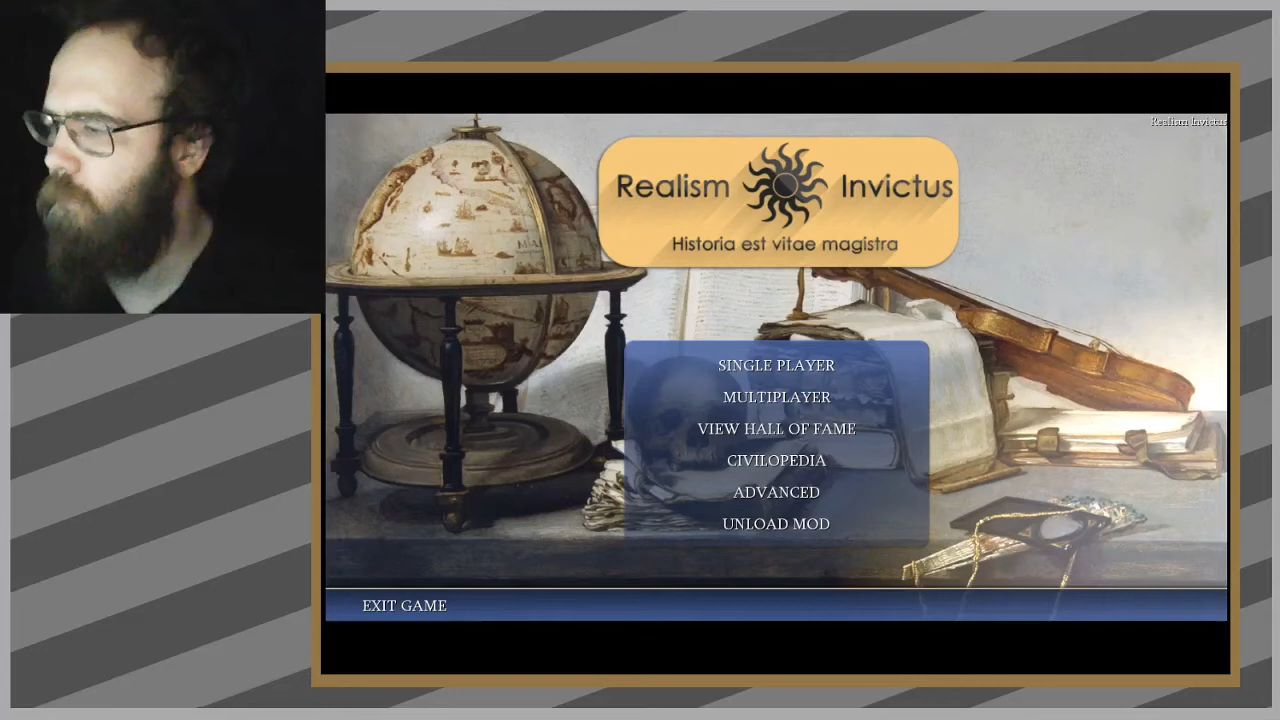 Realism Invictus
Realism Invictus
Historia est vitae magistra
SINGLE PLAYER
MULTIPLAYER
VIEW HALL OF FAME
CIVILOPEDIA
ADVANCED
UNLOAD MOD
EXIT GAME